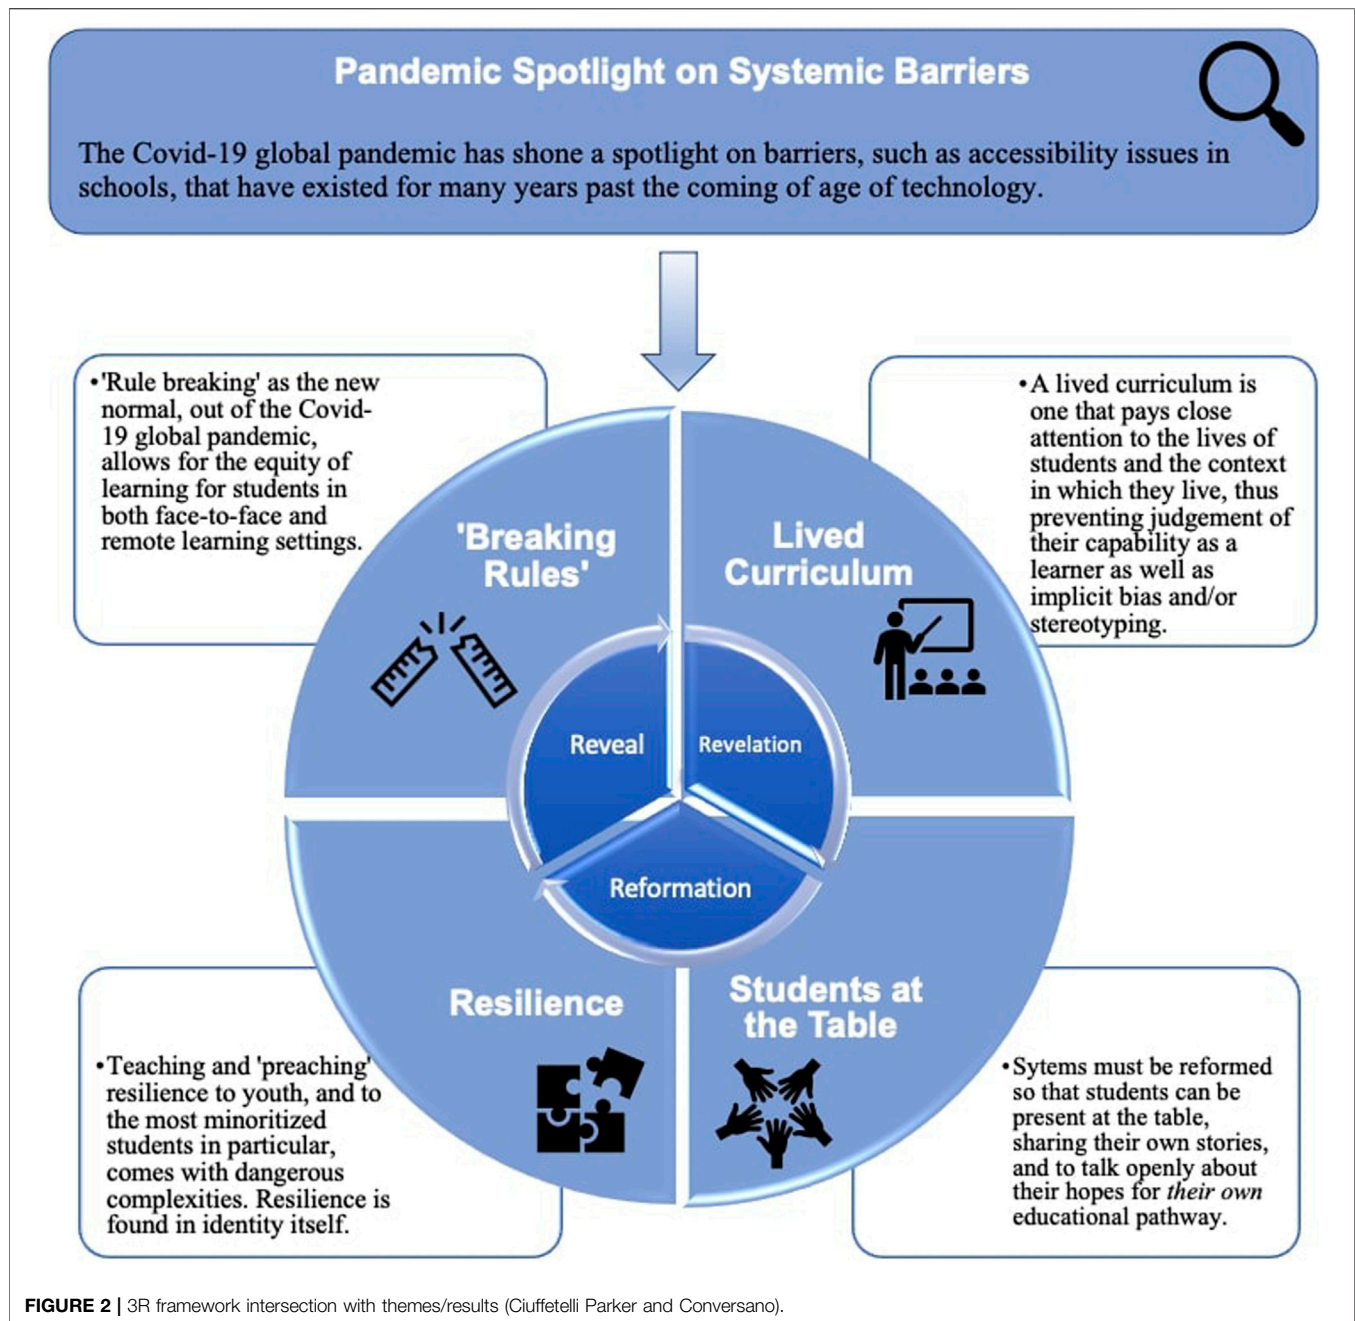 Pandemic Spotlight on Systemic Barriers
The Covid-19 global pandemic has shone a spotlight on barriers, such as accessibility issues in
schools, that have existed for many years past the coming of age of technology.
•'Rule breaking' as the new
normal, out of the Covid-
19 global pandemic,
allows for the equity of
learning for students in
both face-to-face and
remote learning settings.
•A lived curriculum is
one that pays close
attention to the lives of
students and the context
in which they live, thus
preventing judgement of
their capability as a
learner as well as
implicit bias and/or
stereotyping.
'Breaking
Rules'
Lived
Curriculum
Reveal
Revelation
Reformation
Resilience
Students at
the Table
•Teaching and 'preaching'
resilience to youth, and to
the most minoritized
students in particular,
comes with dangerous
complexities. Resilience is
found in identity itself.
•Sytems must be reformed
so that students can be
present at the table,
sharing their own stories,
and to talk openly about
their hopes for their own
educational pathway.
FIGURE 2 | 3R framework intersection with themes/results (Ciuffetelli Parker and Conversano).